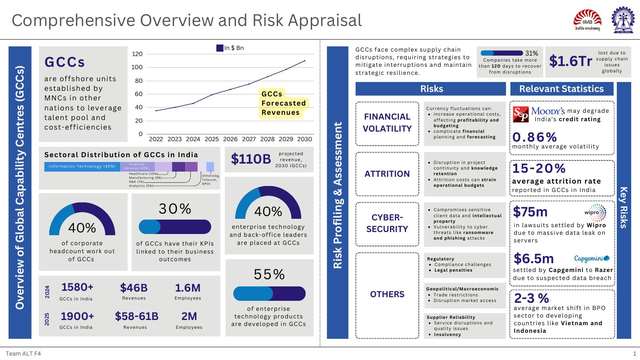 Comprehensive Overview and Risk Appraisal
Overview of Global Capability Centres (GCCs)
GCCs
are offshore units
established by
MNCs in other
nations to leverage
talent pool and
cost-efficiencies
In $ Bn
120
100
80
60
40
20
0
2022 2023 2024 2025 2026 2027 2028 2029 2030
GCCs
Forecasted
Revenues
Sectoral Distribution of GCCs in India
Information Technology (49%)
$110B
projected
revenue,
2030 (GCCs)
40%
of corporate
headcount work out
of GCCs
30%
of GCCs have their KPIs
linked to their business
outcomes
40%
enterprise technology
and back-office leaders
are placed at GCCs
55%
of enterprise
technology products
are developed in GCCs
2024
1580+
GCCs in India
$46B
Revenues
1.6M
Employees
2025
1900+
GCCs in India
$58-61B
Revenues
2M
Employees
Risk Profiling & Assessment
GCCs face complex supply chain
disruptions, requiring strategies to
mitigate interruptions and maintain
strategic resilience.
31%
Companies take more
than 120 days to recover
from disruptions
$1.6Tr
lost due to
supply chain
issues
globally
Risks
FINANCIAL
VOLATILITY
Currency fluctuations can:
• increase operational costs,
affecting profitability and
budgeting
• complicate financial
planning and forecasting
ATTRITION
• Disruption in project
continuity and knowledge
retention
• Attrition costs can strain
operational budgets
CYBER-
SECURITY
• Compromises sensitive
client data and intellectual
property
• Vulnerability to cyber
threats like ransomware
and phishing attacks
OTHERS
Regulatory
• Compliance challenges
• Legal penalties
Geopolitical/Macroeconomic
• Trade restrictions
• Disruption market access
Supplier Reliability
• Service disruptions and
quality issues
• Insolvency
Relevant Statistics
Moody's may degrade
India's credit rating
0.86%
monthly average volatility
15-20%
average attrition rate
reported in GCCs in India
$75m
wipro
in lawsuits settled by Wipro
due to massive data leak on
servers
$6.5m
Capgemini
settled by Capgemini to Razer
due to suspected data breach
2-3 %
average market shift in BPO
sector to developing
countries like Vietnam and
Indonesia
Key Risks
Team ALT F4
1